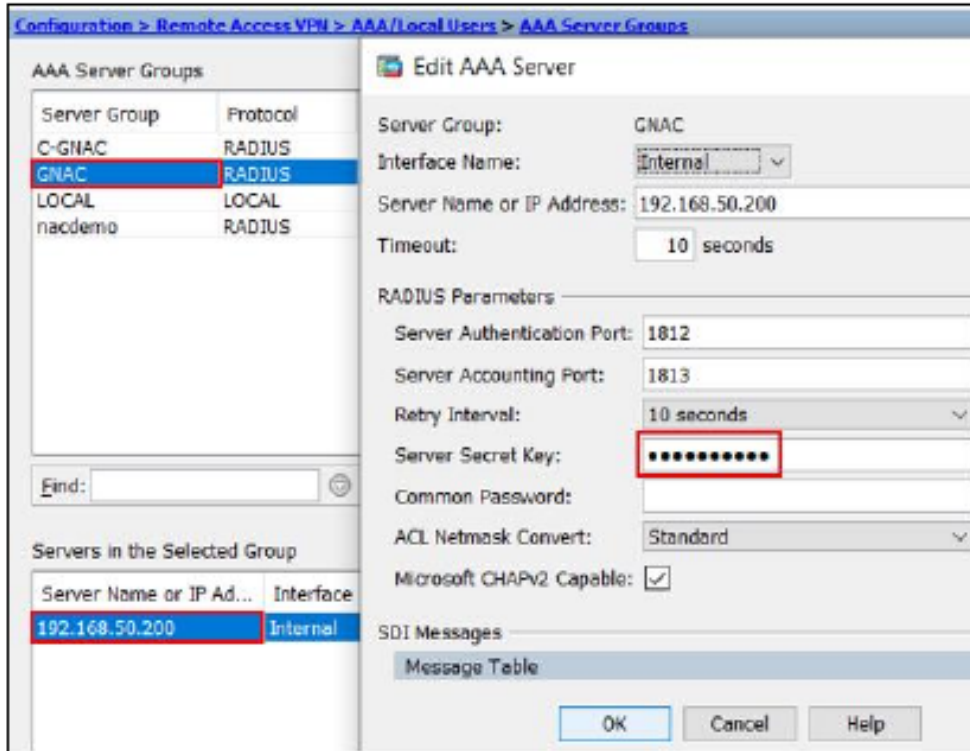 Configuration > Remote Access VPN > AAA/Local Users > AAA Server Groups
AAA Server Groups
Server Group Protocol
C-GNAC RADIUS
GNAC RADIUS
LOCAL LOCAL
nacdemo RADIUS
Find:
Servers in the Selected Group
Server Name or IP Ad... Interface
192.168.50.200 Internal
Edit AAA Server
Server Group: GNAC
Interface Name: Internal
Server Name or IP Address: 192.168.50.200
Timeout: 10 seconds
RADIUS Parameters
Server Authentication Port: 1812
Server Accounting Port: 1813
Retry Interval: 10 seconds
Server Secret Key: ••••••••••
Common Password:
ACL Netmask Convert: Standard
Microsoft CHAPv2 Capable:
SDI Messages
Message Table
OK Cancel Help